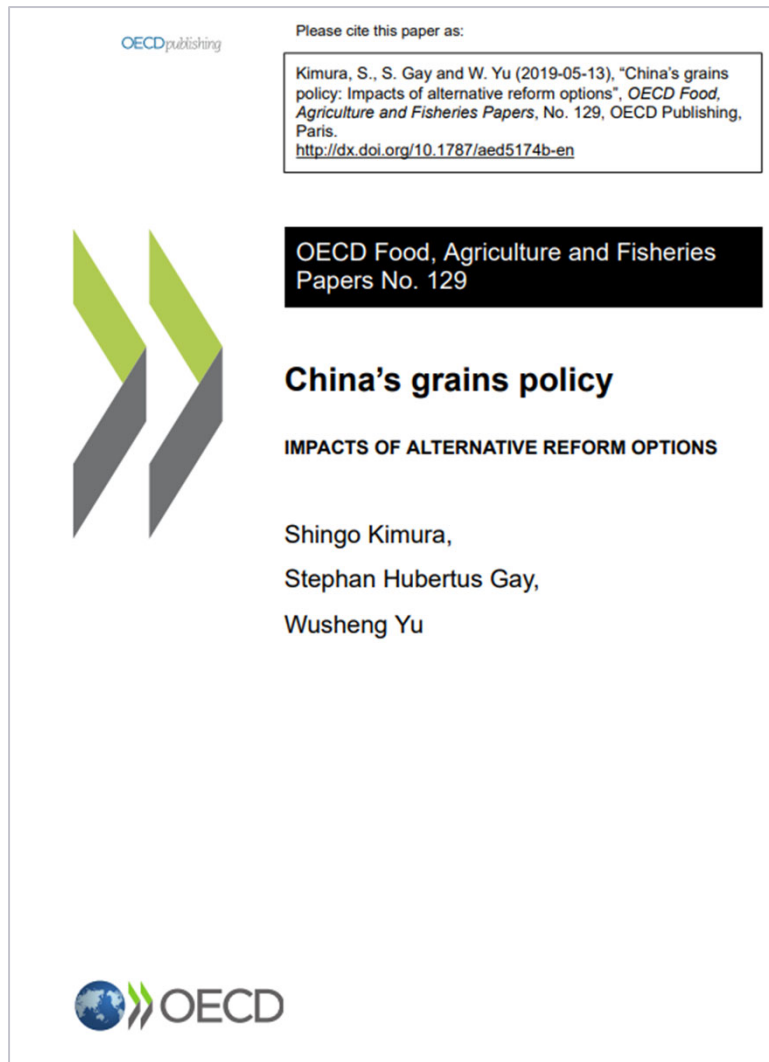 OECDpublishing
Please cite this paper as:
Kimura, S., S. Gay and W. Yu (2019-05-13), “China’s grains
policy: Impacts of alternative reform options”, OECD Food,
Agriculture and Fisheries Papers, No. 129, OECD Publishing,
Paris.
http://dx.doi.org/10.1787/aed5174b-en
OECD Food, Agriculture and Fisheries
Papers No. 129
China’s grains policy
IMPACTS OF ALTERNATIVE REFORM OPTIONS
Shingo Kimura,
Stephan Hubertus Gay,
Wusheng Yu
OECD